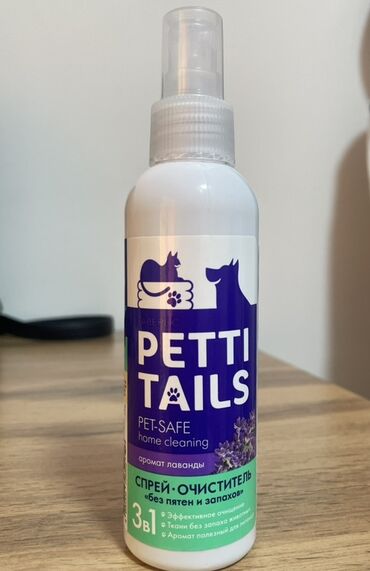 PETTI
TAILS
PET-SAFE
home cleaning
аромат лаванды
СПРЕЙ-ОЧИСТИТЕЛЬ
«без пятен и запахов»
3в1
Эффективное очищение
Ткани без запаха животных
Аромат полезный для